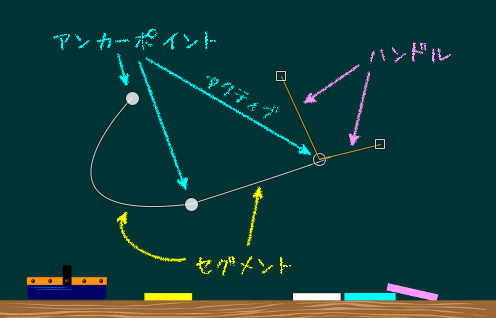 アンカーポイント
ハンドル
アクティブ
セグメント